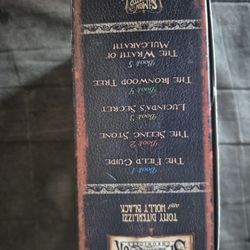 TONY DITERLIZZI
and HOLLY BLACK
Book 1
THE FIELD GUIDE
Book 2
THE SEEING STONE
Book 3
LUCINDA'S SECRET
Book 4
THE IRONWOOD TREE
Book 5
THE WRATH OF
MULGARATH
SIMON